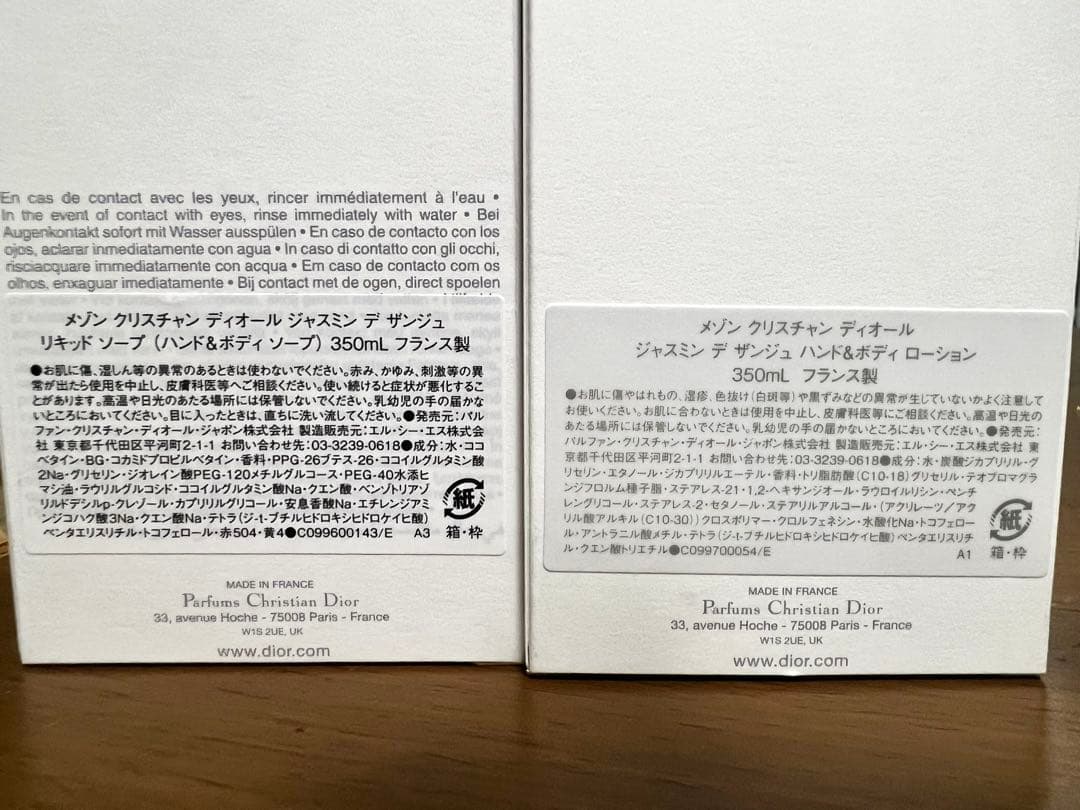 En cas de contact avec les yeux, rincer immédiatement à l'eau •
In the event of contact with eyes, rinse immediately with water • Bei
Augenkontakt sofort mit Wasser ausspülen • En caso de contacto con los
ojos, aclarar inmediatamente con agua • In caso di contatto con gli occhi,
risciacquare immediatamente con acqua • Em caso de contacto com os
olhos, enxaguar imediatamente • Bij contact met de ogen, direct spoelen
メゾン クリスチャン ディオール ジャスミン デ ザンジュ
リキッド ソープ (ハンド&ボディ ソープ) 350mL フランス製
●お肌に傷、湿しん等の異常のあるときは使わないでください。赤み、かゆみ、刺激等の異
常が出たら使用を中止し、皮膚科医等へご相談ください。使い続けると症状が悪化するこ
とがあります。高温や日光のあたる場所には保管しないでください。乳幼児の手の届かな
いところにおいてください。目に入ったときは、直ちに洗い流してください。●発売元:パル
ファン・クリスチャン・ディオール・ジャポン株式会社 製造販売元:エル・シー・エス株式会
社 東京都千代田区平河町2-1-1 お問い合わせ先:03-3239-0618●成分:水・ココ
ベタイン・BG・コカミドプロピルベタイン・香料・PPG-26ブテス-26・ココイルグルタミン酸
2Na・グリセリン・ジオレイン酸PEG-120メチルグルコース・PEG-40水添ヒ
マシ油・ラウリルグルコシド・ココイルグルタミン酸Na・クエン酸・ベンゾトリアゾ
リルドデシルp-クレゾール・カプリリルグリコール・安息香酸Na・エチレンジアミ
ンジコハク酸3Na・クエン酸Na・テトラ(ジ-t-ブチルヒドロキシヒドロケイヒ酸)
ペンタエリスリチル・トコフェロール・赤504・黄4●C099600143/E A3
紙
箱・枠
MADE IN FRANCE
Parfums Christian Dior
33, avenue Hoche - 75008 Paris - France
W1S 2UE, UK
www.dior.com
メゾン クリスチャン ディオール
ジャスミン デ ザンジュ ハンド&ボディ ローション
350mL フランス製
●お肌に傷やはれもの、湿疹、色抜け(白斑等)や黒ずみなどの異常が生じていないかよく注意して
お使いください。お肌に合わないときは使用を中止し、皮膚科医等にご相談ください。高温や日光の
あたる場所には保管しないでください。乳幼児の手の届かないところにおいてください。●発売元:
パルファン・クリスチャン・ディオール・ジャポン株式会社 製造販売元:エル・シー・エス株式会社 東
京都千代田区平河町2-1-1 お問い合わせ先:03-3239-0618●成分:水・炭酸ジカプリリル・グ
リセリン・エタノール・ジカプリリルエーテル・香料・トリ脂肪酸(C10-18)グリセリル・テオブロマグラ
ンジフロルム種子脂・ステアレス-21・1,2-ヘキサンジオール・ラウロイルリシン・ペンチ
レングリコール・ステアレス-2・セタノール・ステアリルアルコール・(アクリレーツ/アクリ
ル酸アルキル(C10-30))クロスポリマー・クロルフェネシン・水酸化Na・トコフェロー
ル・アントラニル酸メチル・テトラ(ジ-t-ブチルヒドロキシヒドロケイヒ酸)ペンタエリスリチ
ル・クエン酸トリエチル●C099700054/E A1
紙
箱・枠
MADE IN FRANCE
Parfums Christian Dior
33, avenue Hoche - 75008 Paris - France
W1S 2UE, UK
www.dior.com